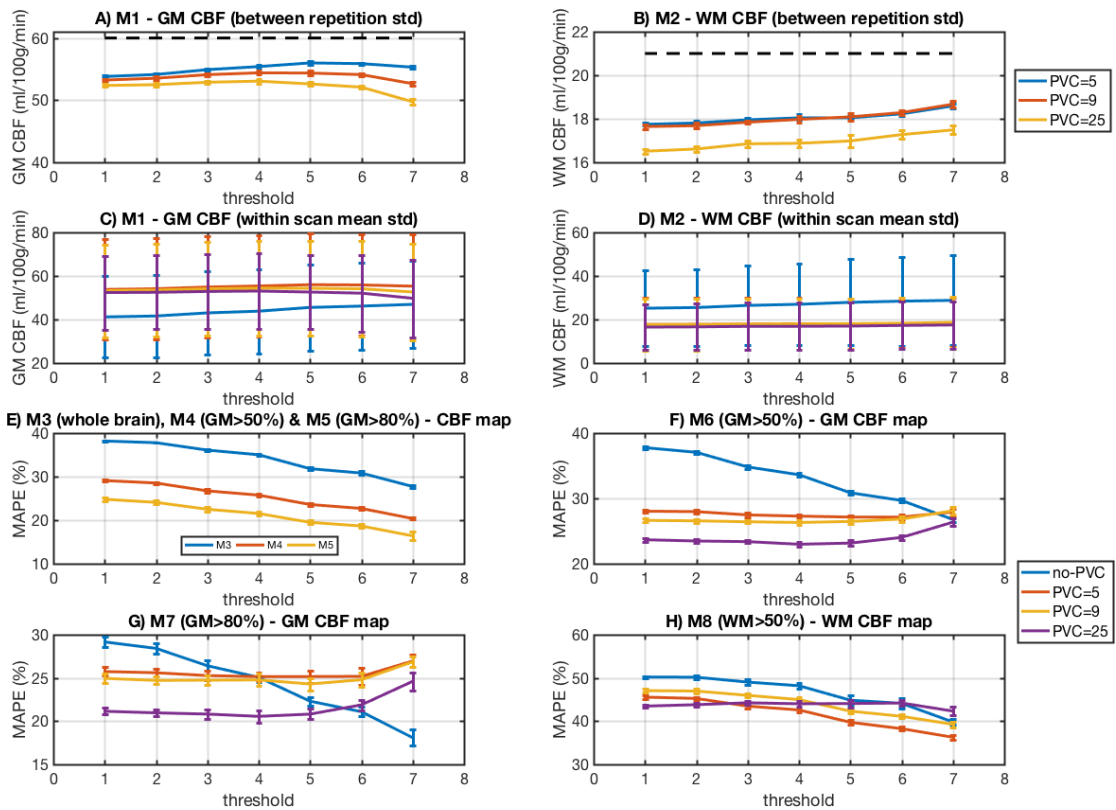 A) M1 - GM CBF (between repetition std)
GM CBF (ml/100g/min)
60
50
40
0 1 2 3 4 5 6 7 8
threshold
B) M2 - WM CBF (between repetition std)
WM CBF (ml/100g/min)
22
20
18
16
0 1 2 3 4 5 6 7 8
threshold
PVC=5
PVC=9
PVC=25
C) M1 - GM CBF (within scan mean std)
GM CBF (ml/100g/min)
80
60
40
20
0 1 2 3 4 5 6 7 8
threshold
D) M2 - WM CBF (within scan mean std)
WM CBF (ml/100g/min)
60
40
20
0
0 1 2 3 4 5 6 7 8
threshold
E) M3 (whole brain), M4 (GM>50%) & M5 (GM>80%) - CBF map
MAPE (%)
40
30
20
10
M3 M4 M5
0 1 2 3 4 5 6 7 8
threshold
F) M6 (GM>50%) - GM CBF map
MAPE (%)
40
30
20
0 1 2 3 4 5 6 7 8
threshold
no-PVC
PVC=5
PVC=9
PVC=25
G) M7 (GM>80%) - GM CBF map
MAPE (%)
30
25
20
15
0 1 2 3 4 5 6 7 8
threshold
H) M8 (WM>50%) - WM CBF map
MAPE (%)
60
50
40
30
0 1 2 3 4 5 6 7 8
threshold